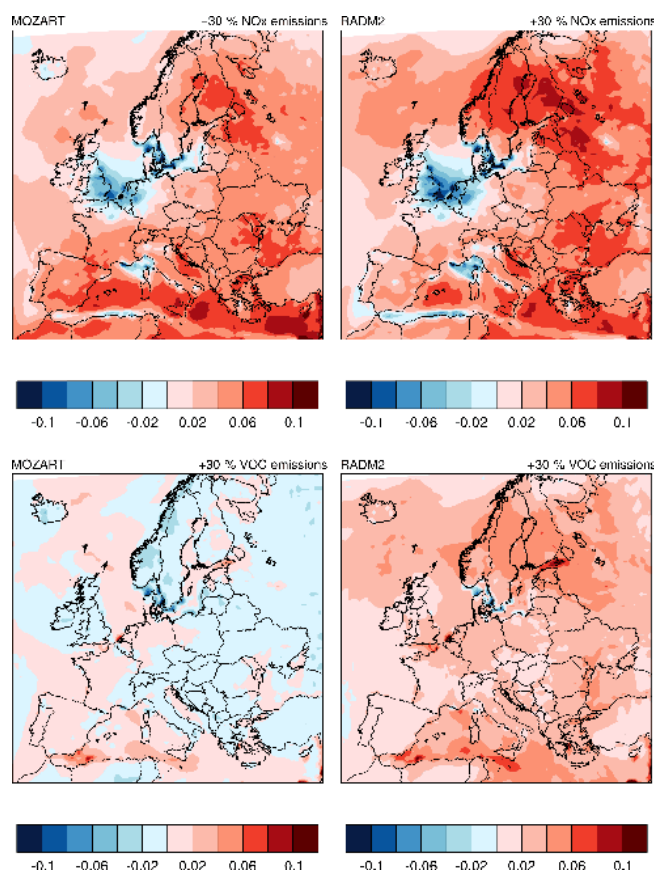 MOZART −30 % NOx emissions RADM2 +30 % NOx emissions
-0.1 -0.06 -0.02 0.02 0.06 0.1 -0.1 -0.06 -0.02 0.02 0.06 0.1
MOZART +30 % VOC emissions RADM2 +30 % VOC emissions
-0.1 -0.06 -0.02 0.02 0.06 0.1 -0.1 -0.06 -0.02 0.02 0.06 0.1